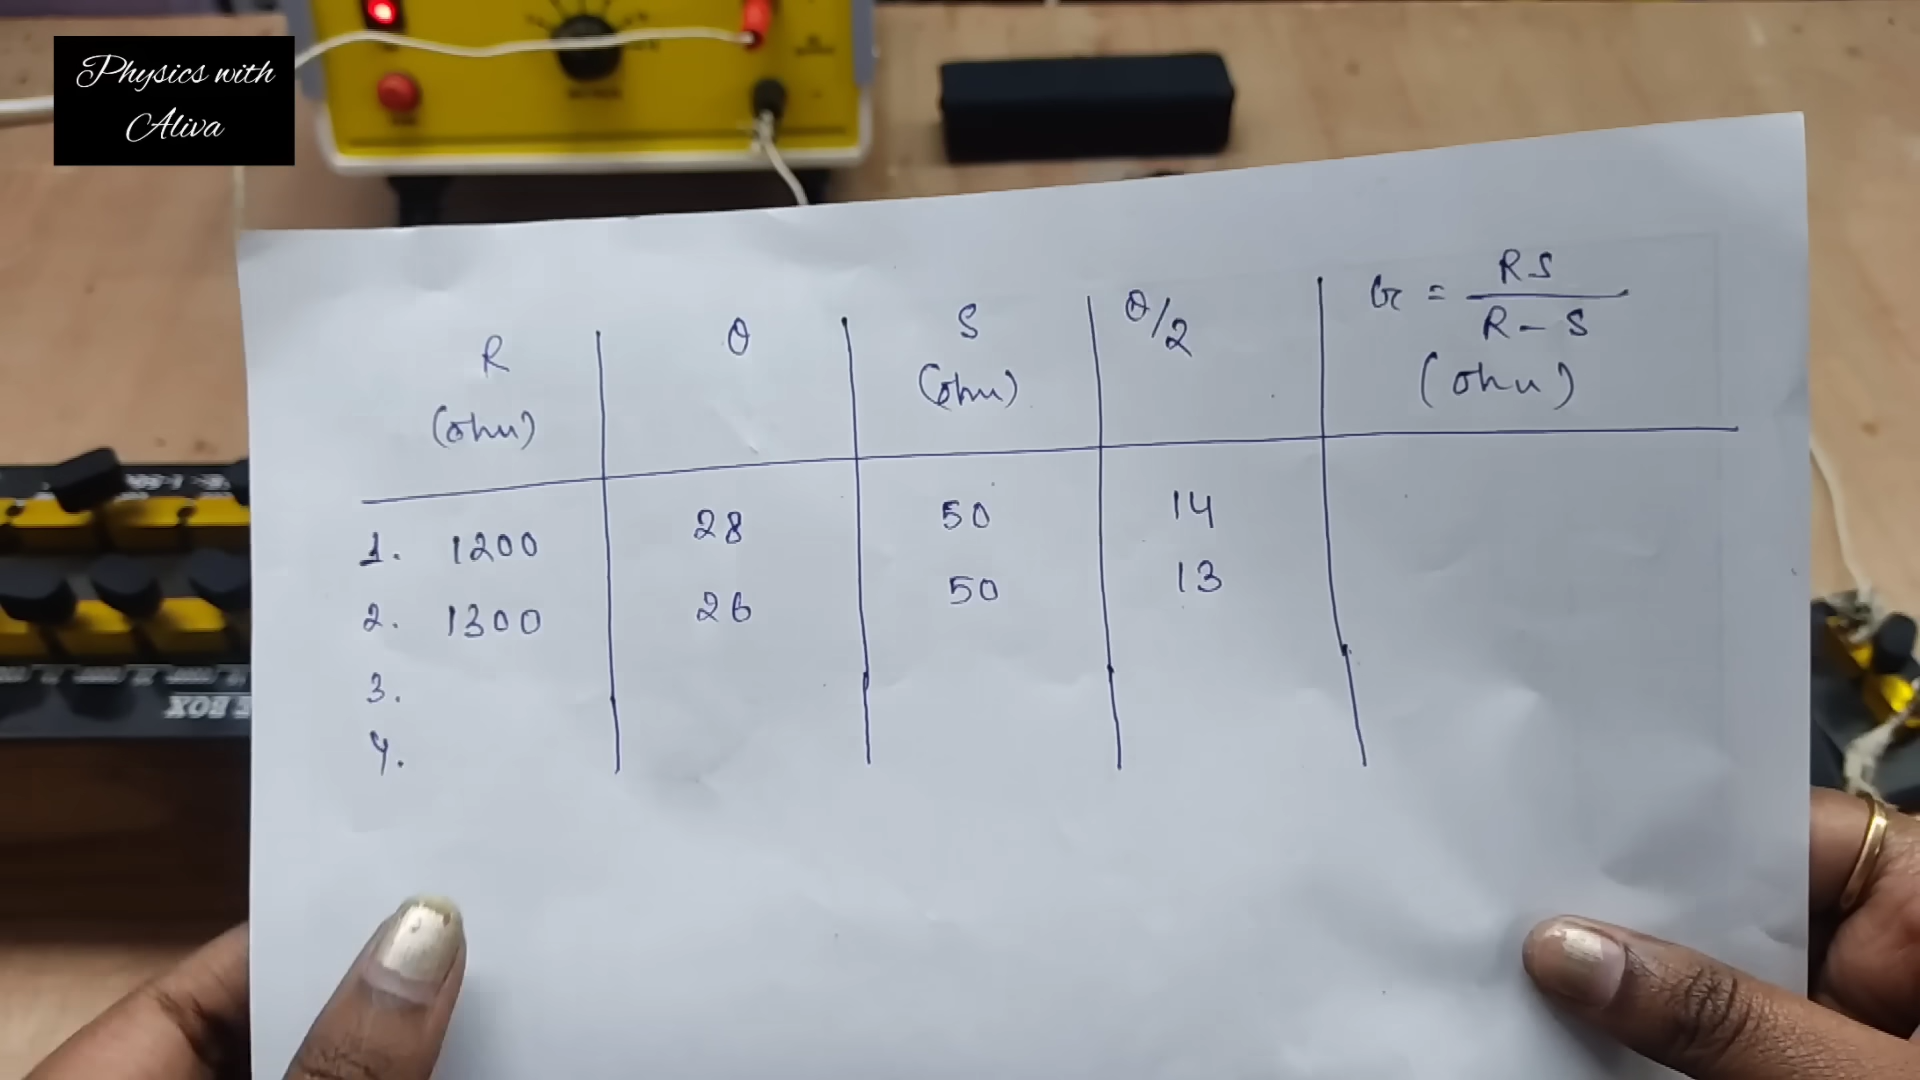 Physics with
Aliva
R θ S θ/2 G = RS / R - S
(ohm) (ohm) (ohm)
1. 1200 28 50 14
2. 1300 26 50 13
3.
4.